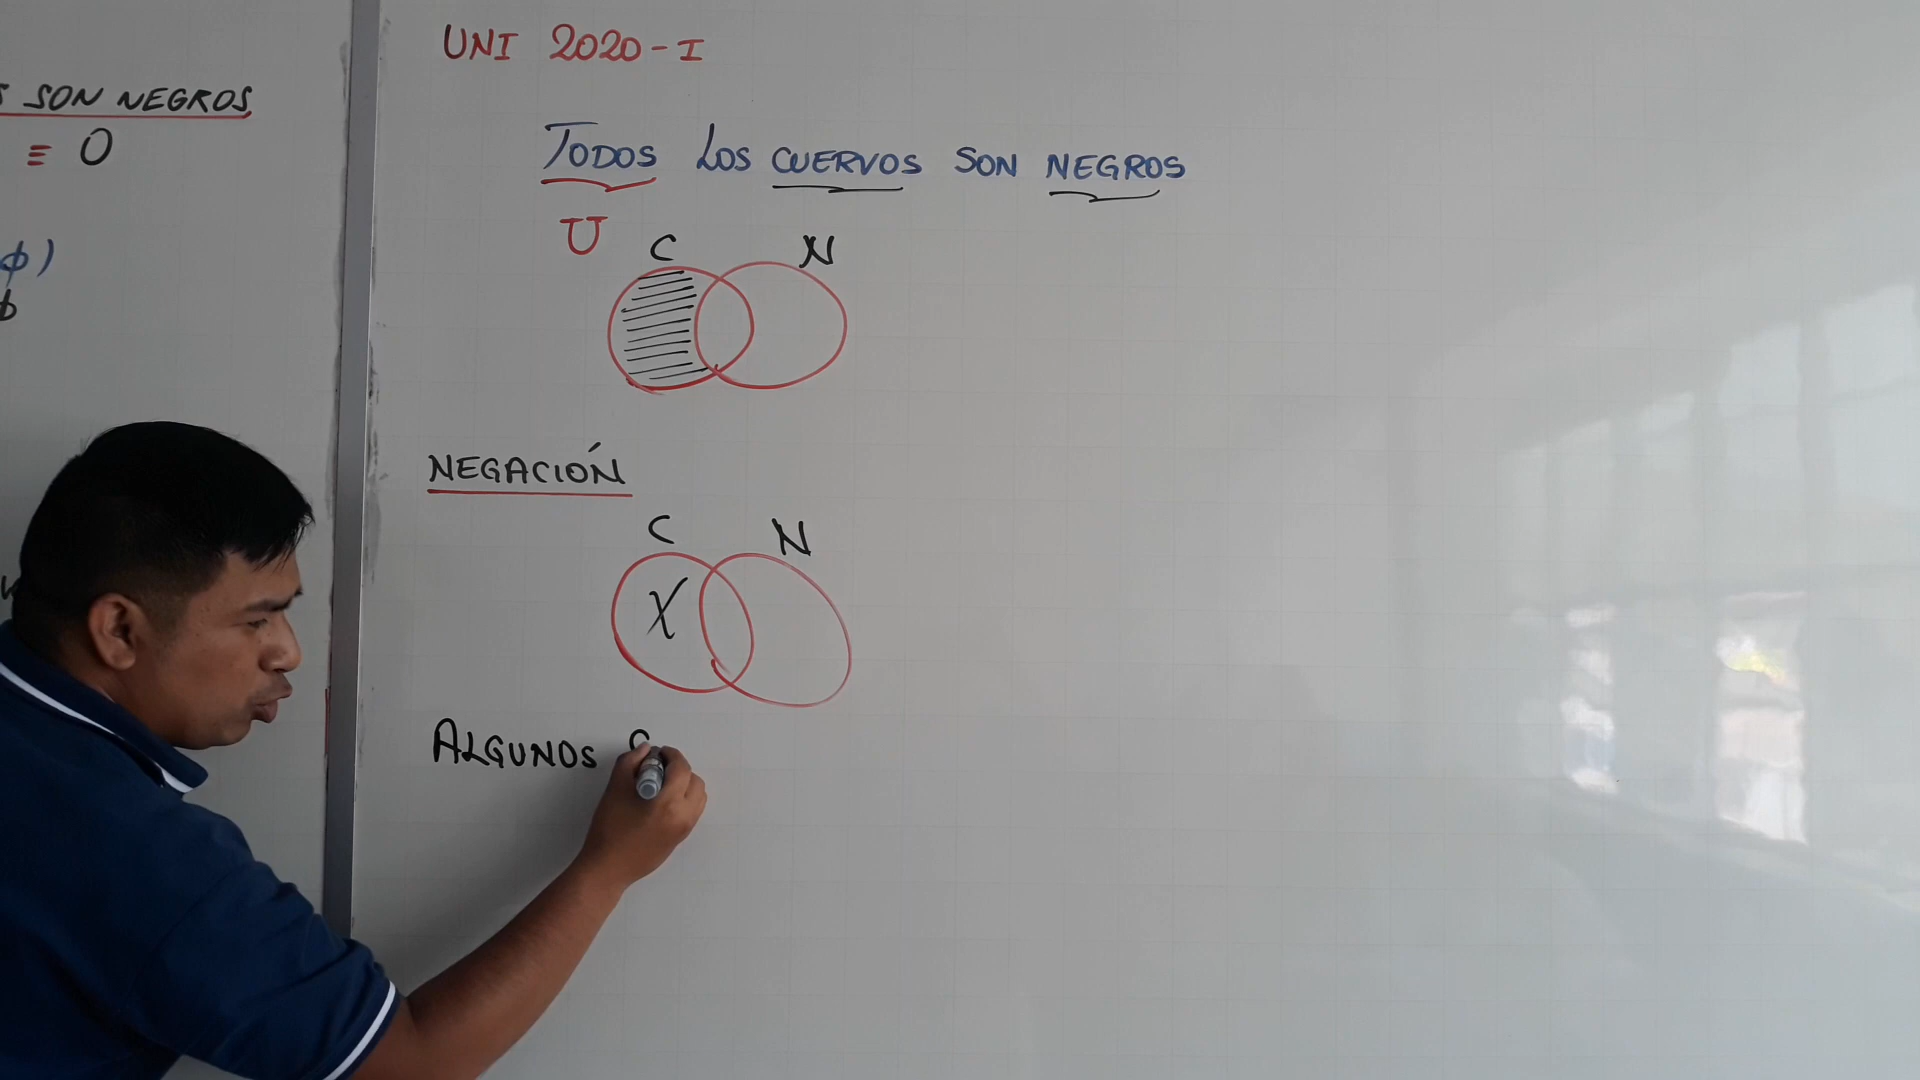 SON NEGROS
≡ O
ϕ)
ϕ
UNI 2020-I
TODOS LOS CUERVOS SON NEGROS
U
C N
NEGACIÓN
C N
X
ALGUNOS C